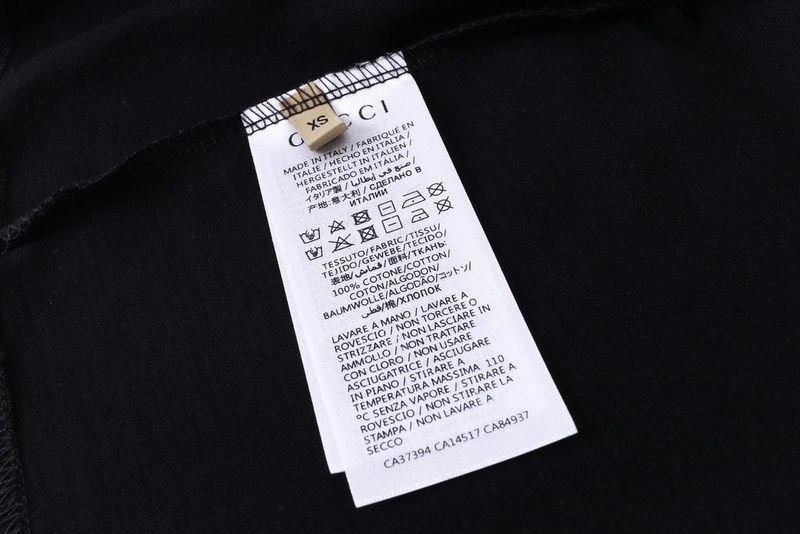 XS
GUCCI
MADE IN ITALY / FABRIQUÉ EN
ITALIE / HECHO EN ITALIA /
HERGESTELLT IN ITALIEN /
FABRICADO EM ITALIA /
イタリア製 / صنع في إيطاليا /
产地:意大利 / СДЕЛАНО В
ИТАЛИИ
TESSUTO/FABRIC/TISSU/
TEJIDO/GEWEBE/TECIDO/
表地/قماش/面料/ТКАНЬ:
100% COTONE/COTTON/
COTON/ALGODON/
BAUMWOLLE/ALGODÃO/コットン/
قطن/棉/ХЛОПОК
LAVARE A MANO / LAVARE A
ROVESCIO / NON TORCERE O
STRIZZARE / NON LASCIARE IN
AMMOLLO / NON TRATTARE
CON CLORO / NON USARE
ASCIUGATRICE / ASCIUGARE
IN PIANO / STIRARE A
TEMPERATURA MASSIMA 110
ºC SENZA VAPORE / STIRARE A
ROVESCIO / NON STIRARE LA
STAMPA / NON LAVARE A
SECCO
CA37394 CA14517 CA84937